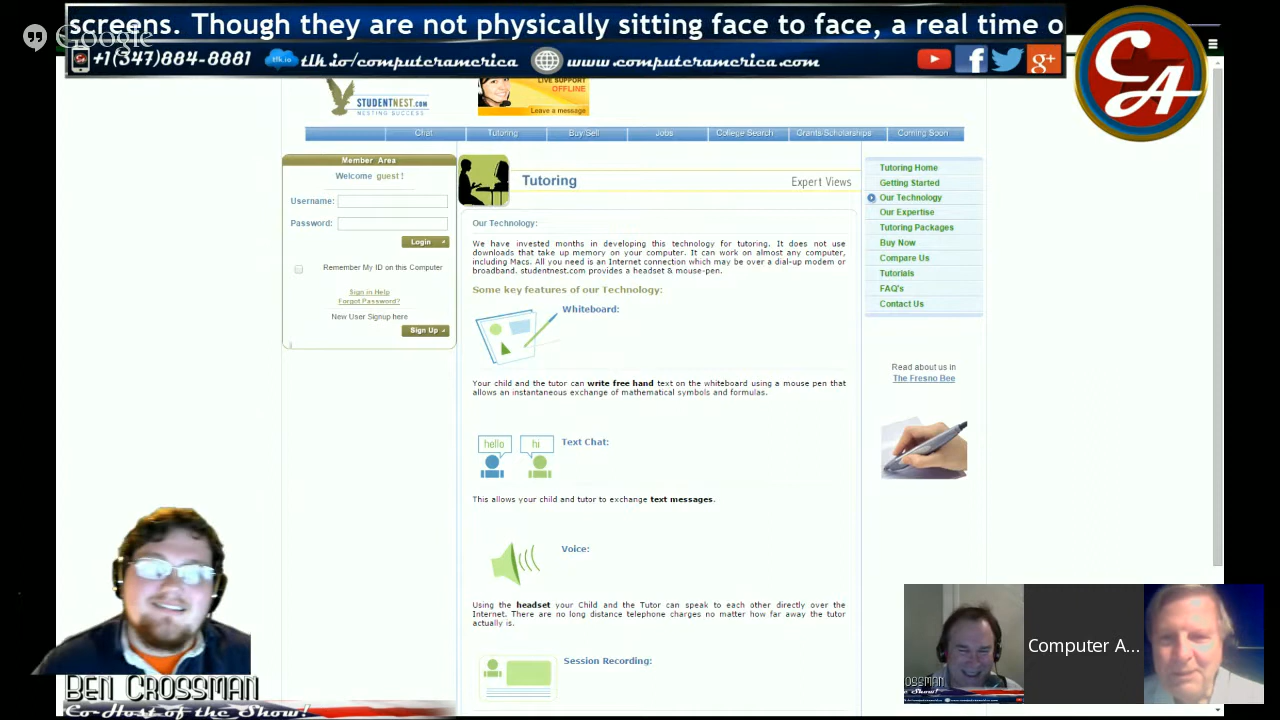 screens. Though they are not physically sitting face to face, a real time o
Google
+1(347)884-8881 tlk.io/computeramerica www.computeramerica.com
CA
STUDENTNEST.COM
NESTING SUCCESS
LIVE SUPPORT
OFFLINE
Leave a message
Chat Tutoring Buy/Sell Jobs College Search Grants/Scholarships Coming Soon
Member Area
Welcome guest !
Username:
Password:
Login
Remember My ID on this Computer
Sign in Help
Forgot Password?
New User Signup here
Sign Up
Tutoring Expert Views
Our Technology:
We have invested months in developing this technology for tutoring. It does not use
downloads that take up memory on your computer. It can work on almost any computer,
including Macs. All you need is an Internet connection which may be over a dial-up modem or
broadband. studentnest.com provides a headset & mouse-pen.
Some key features of our Technology:
Whiteboard:
Your child and the tutor can write free hand text on the whiteboard using a mouse pen that
allows an instantaneous exchange of mathematical symbols and formulas.
hello hi
Text Chat:
This allows your child and tutor to exchange text messages.
Voice:
Using the headset your Child and the Tutor can speak to each other directly over the
Internet. There are no long distance telephone charges no matter how far away the tutor
actually is.
Session Recording:
Tutoring Home
Getting Started
Our Technology
Our Expertise
Tutoring Packages
Buy Now
Compare Us
Tutorials
FAQ's
Contact Us
Read about us in
The Fresno Bee
BEN CROSSMAN
Co-Host of the Show!
Computer A...